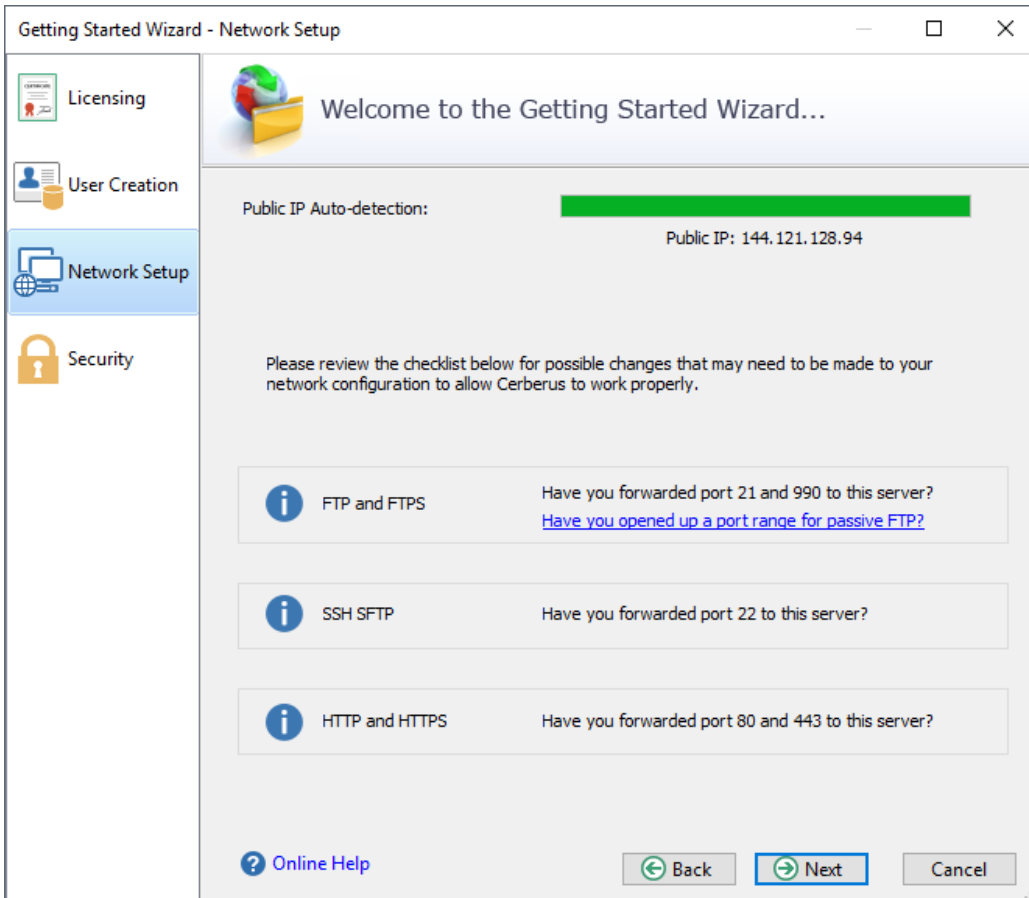 Getting Started Wizard - Network Setup
Licensing
User Creation
Network Setup
Security
Welcome to the Getting Started Wizard...
Public IP Auto-detection:
Public IP: 144.121.128.94
Please review the checklist below for possible changes that may need to be made to your
network configuration to allow Cerberus to work properly.
FTP and FTPS
Have you forwarded port 21 and 990 to this server?
Have you opened up a port range for passive FTP?
SSH SFTP
Have you forwarded port 22 to this server?
HTTP and HTTPS
Have you forwarded port 80 and 443 to this server?
Online Help
Back
Next
Cancel